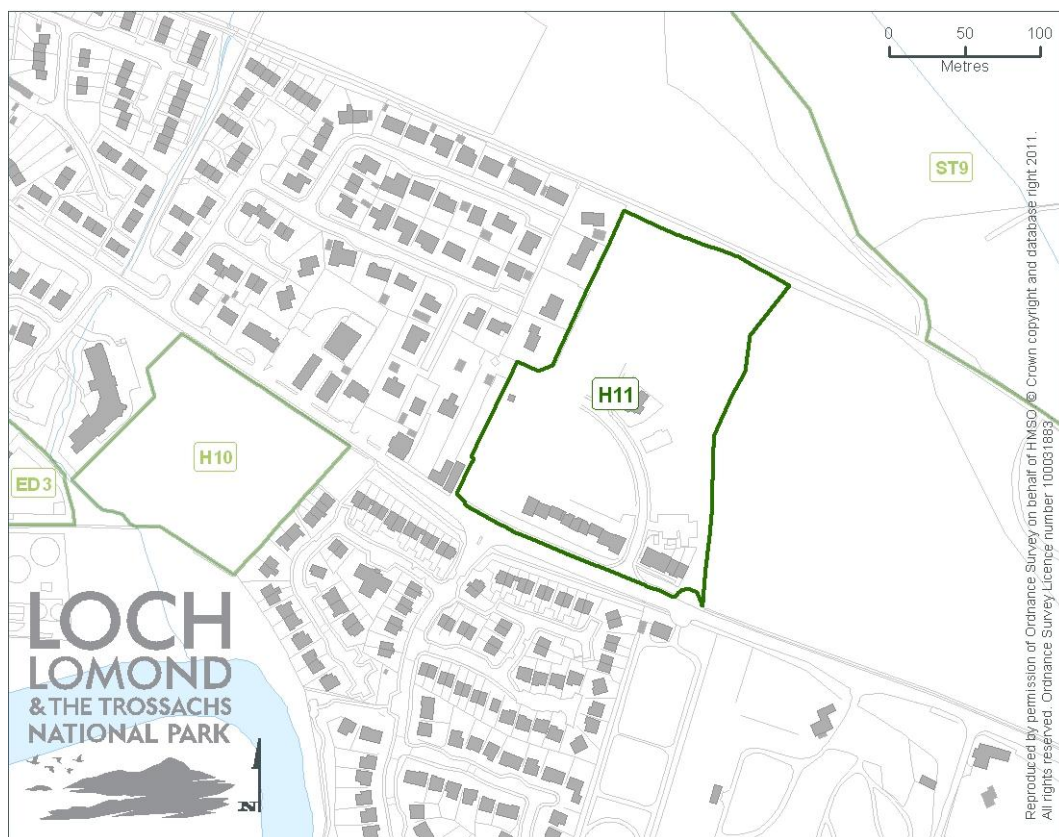 0 50 100
Metres
ST9
H11
H10
ED3
LOCH
LOMOND
& THE TROSSACHS
NATIONAL PARK
N
Reproduced by permission of Ordnance Survey on behalf of HMSO. © Crown copyright and database right 2011.
All rights reserved. Ordnance Survey Licence number 100031883.